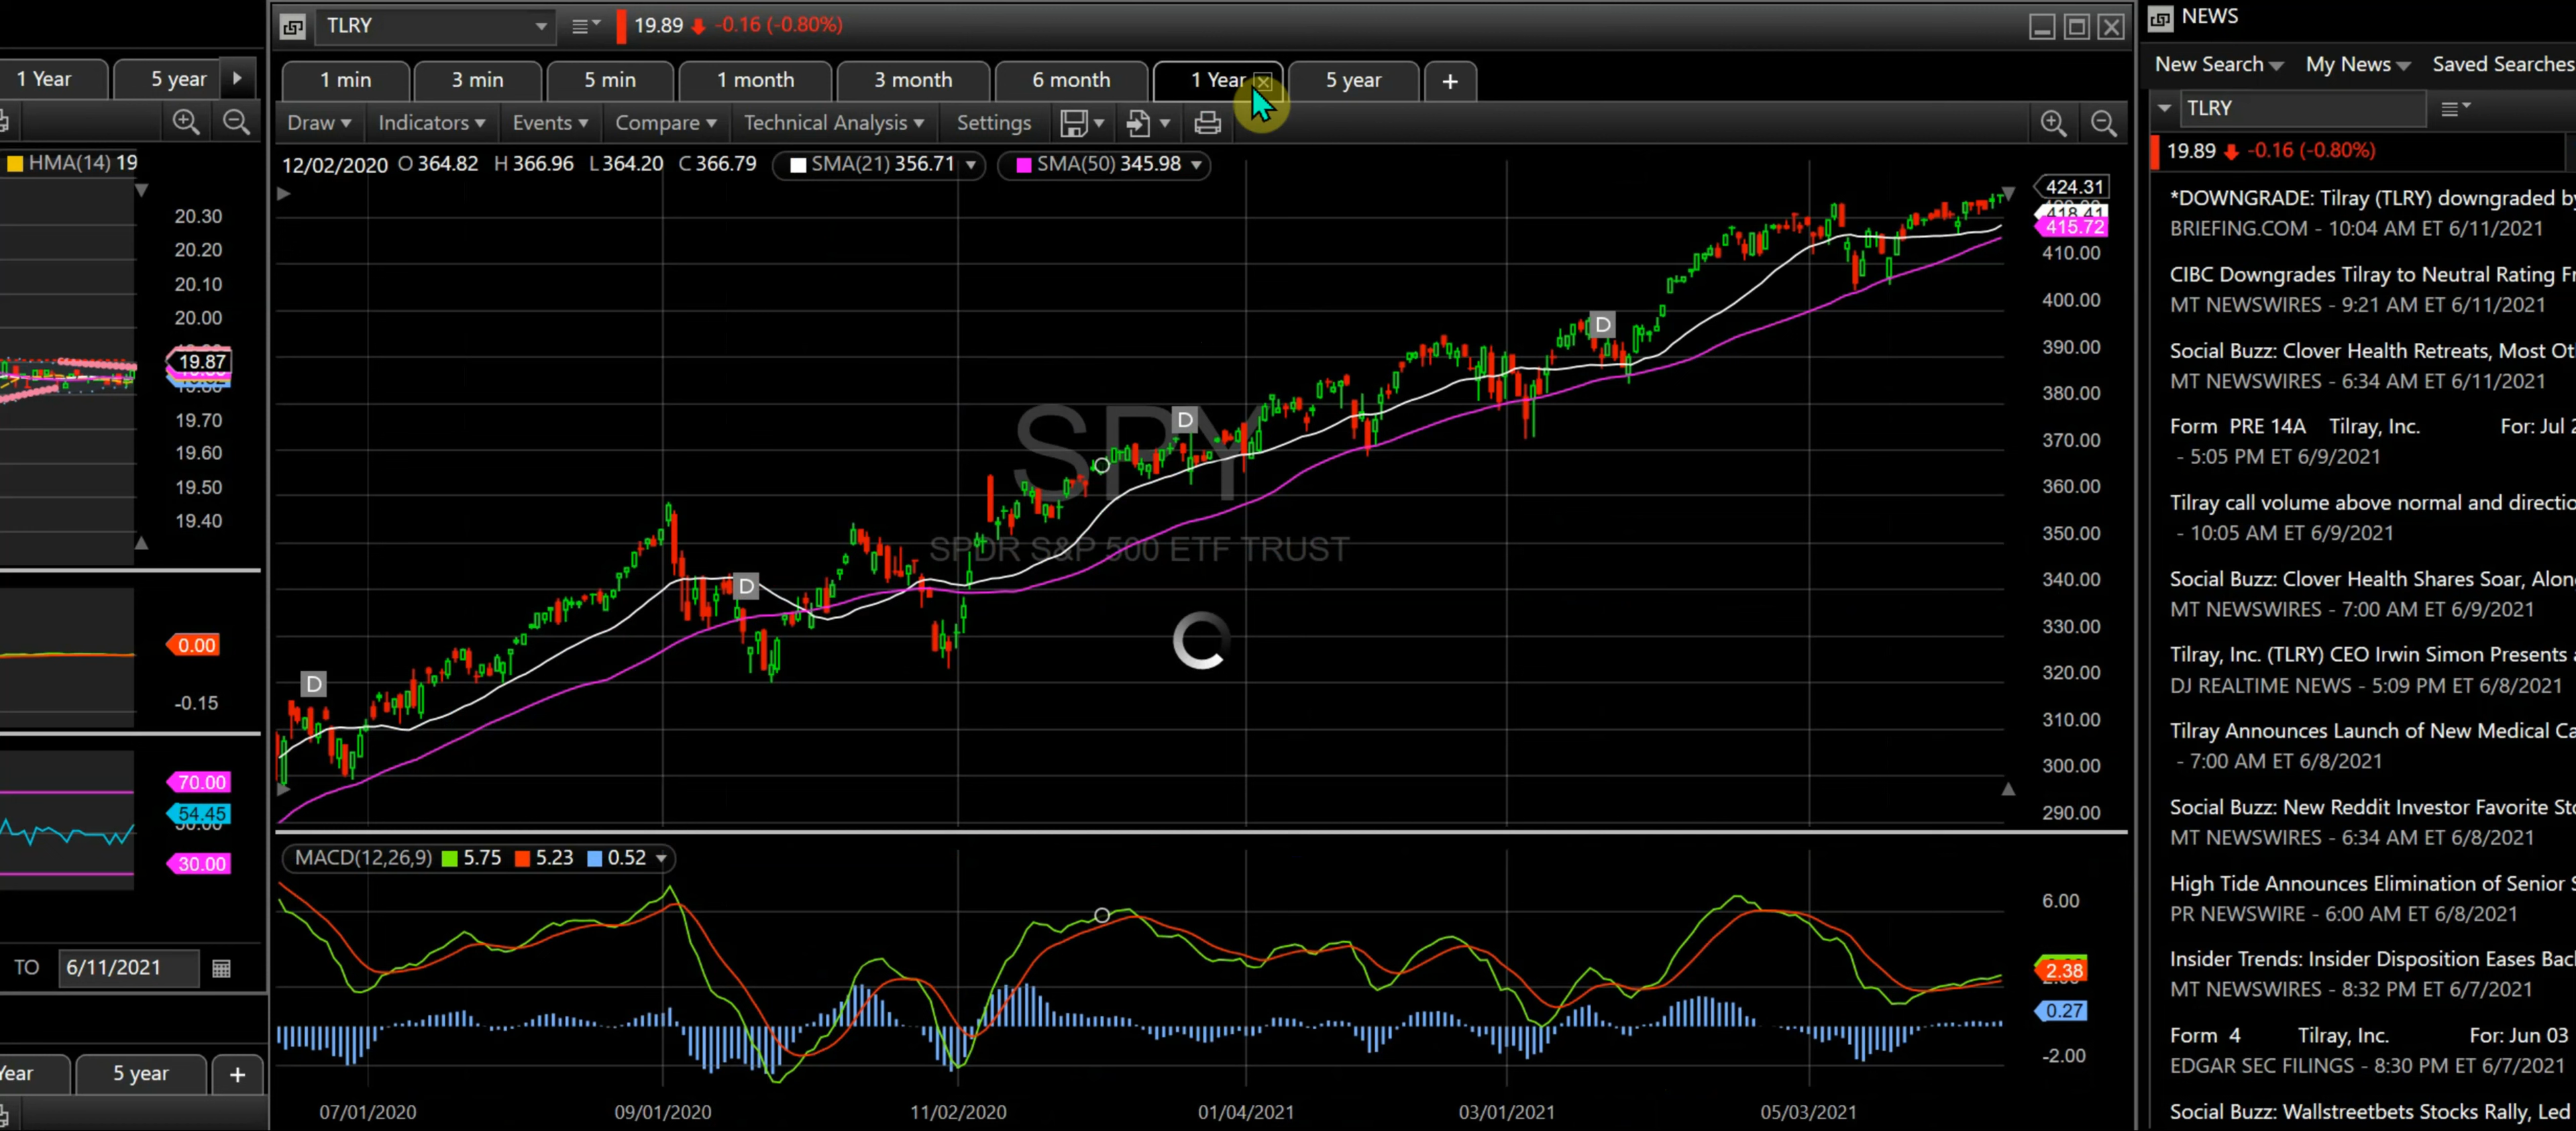 1 Year
5 year
HMA(14) 19
20.30
20.20
20.10
20.00
19.87
19.70
19.60
19.50
19.40
0.00
-0.15
70.00
54.45
30.00
TO 6/11/2021
Year
5 year
+
TLRY
19.89 -0.16 (-0.80%)
1 min
3 min
5 min
1 month
3 month
6 month
1 Year
5 year
+
Draw
Indicators
Events
Compare
Technical Analysis
Settings
12/02/2020 O 364.82 H 366.96 L 364.20 C 366.79 SMA(21) 356.71 SMA(50) 345.98
424.31
418.41
415.72
410.00
400.00
390.00
380.00
370.00
360.00
350.00
340.00
330.00
320.00
310.00
300.00
290.00
D
D
D
D
SPY
SPDR S&P 500 ETF TRUST
MACD(12,26,9) 5.75 5.23 0.52
6.00
2.38
0.27
-2.00
07/01/2020
09/01/2020
11/02/2020
01/04/2021
03/01/2021
05/03/2021
NEWS
New Search My News Saved Searches
TLRY
19.89 -0.16 (-0.80%)
*DOWNGRADE: Tilray (TLRY) downgraded by
BRIEFING.COM - 10:04 AM ET 6/11/2021
CIBC Downgrades Tilray to Neutral Rating Fr
MT NEWSWIRES - 9:21 AM ET 6/11/2021
Social Buzz: Clover Health Retreats, Most Ot
MT NEWSWIRES - 6:34 AM ET 6/11/2021
Form PRE 14A Tilray, Inc. For: Jul 2
- 5:05 PM ET 6/9/2021
Tilray call volume above normal and directio
- 10:05 AM ET 6/9/2021
Social Buzz: Clover Health Shares Soar, Alon
MT NEWSWIRES - 7:00 AM ET 6/9/2021
Tilray, Inc. (TLRY) CEO Irwin Simon Presents a
DJ REALTIME NEWS - 5:09 PM ET 6/8/2021
Tilray Announces Launch of New Medical Ca
- 7:00 AM ET 6/8/2021
Social Buzz: New Reddit Investor Favorite Sto
MT NEWSWIRES - 6:34 AM ET 6/8/2021
High Tide Announces Elimination of Senior S
PR NEWSWIRE - 6:00 AM ET 6/8/2021
Insider Trends: Insider Disposition Eases Bac
MT NEWSWIRES - 8:32 PM ET 6/7/2021
Form 4 Tilray, Inc. For: Jun 03
EDGAR SEC FILINGS - 8:30 PM ET 6/7/2021
Social Buzz: Wallstreetbets Stocks Rally, Led